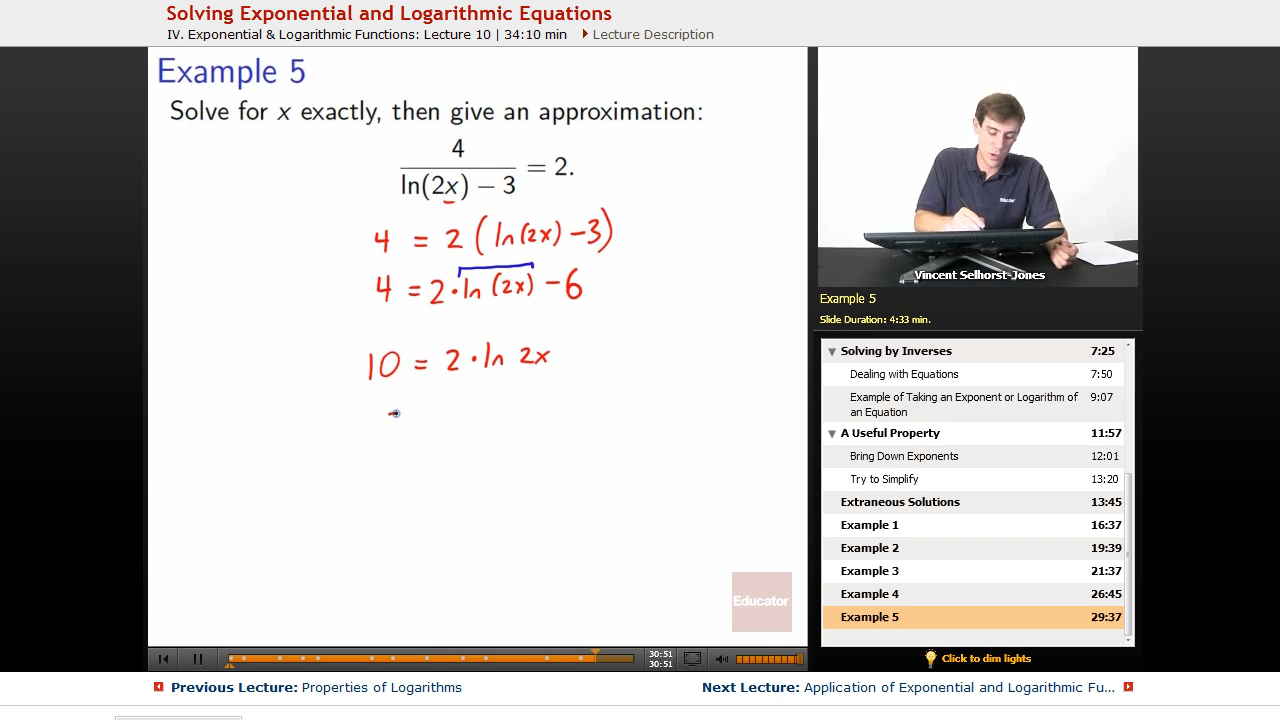 Solving Exponential and Logarithmic Equations
IV. Exponential & Logarithmic Functions: Lecture 10 | 34:10 min
Lecture Description
Example 5
Solve for x exactly, then give an approximation:
4
ln(2x) − 3
= 2.
4 = 2 ( ln (2x) − 3)
4 = 2 · ln (2x) − 6
10 = 2 · ln 2x
Educator
Educator
Vincent Selhorst-Jones
Example 5
Slide Duration: 4:33 min.
Solving by Inverses 7:25
Dealing with Equations 7:50
Example of Taking an Exponent or Logarithm of 9:07
an Equation
A Useful Property 11:57
Bring Down Exponents 12:01
Try to Simplify 13:20
Extraneous Solutions 13:45
Example 1 16:37
Example 2 19:39
Example 3 21:37
Example 4 26:45
Example 5 29:37
30:51
30:51
Click to dim lights
Previous Lecture: Properties of Logarithms
Next Lecture: Application of Exponential and Logarithmic Fu...